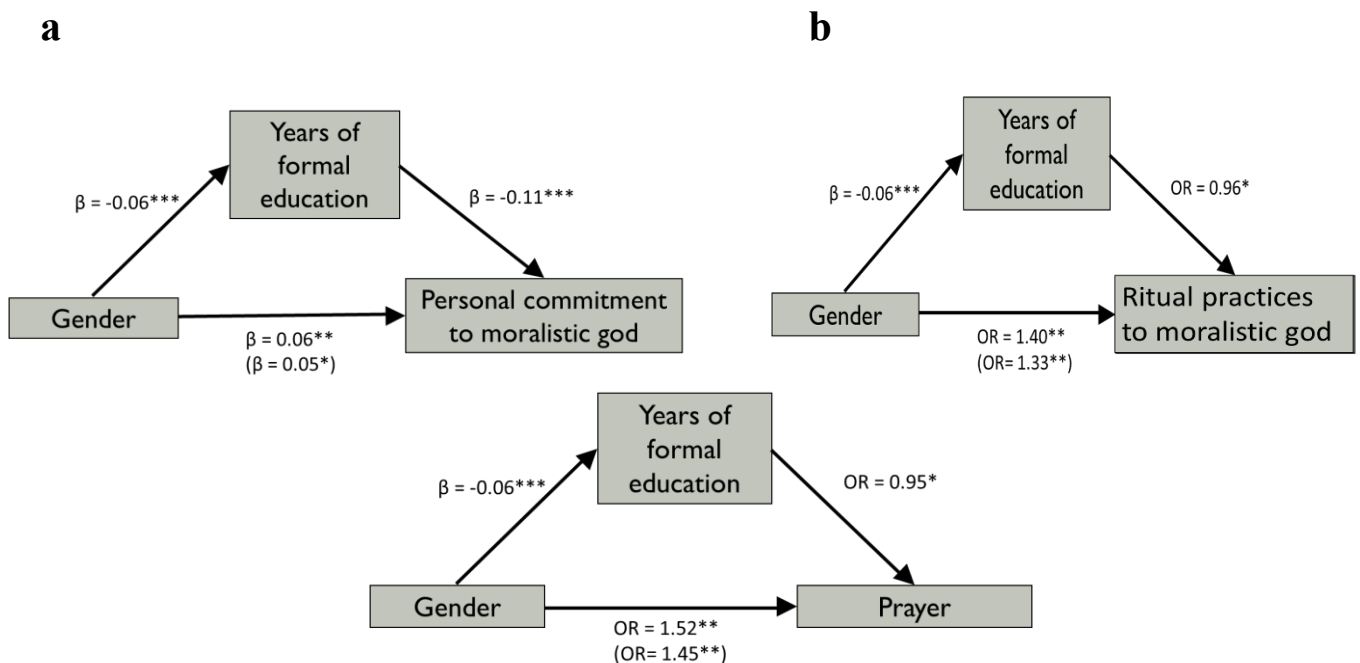 a
b
Years of
formal
education
β = -0.06***
β = -0.11***
Gender
Personal commitment
to moralistic god
β = 0.06**
(β = 0.05*)
Years of
formal
education
β = -0.06***
OR = 0.96*
Gender
Ritual practices
to moralistic god
OR = 1.40**
(OR= 1.33**)
Years of
formal
education
β = -0.06***
OR = 0.95*
Gender
Prayer
OR = 1.52**
(OR= 1.45**)